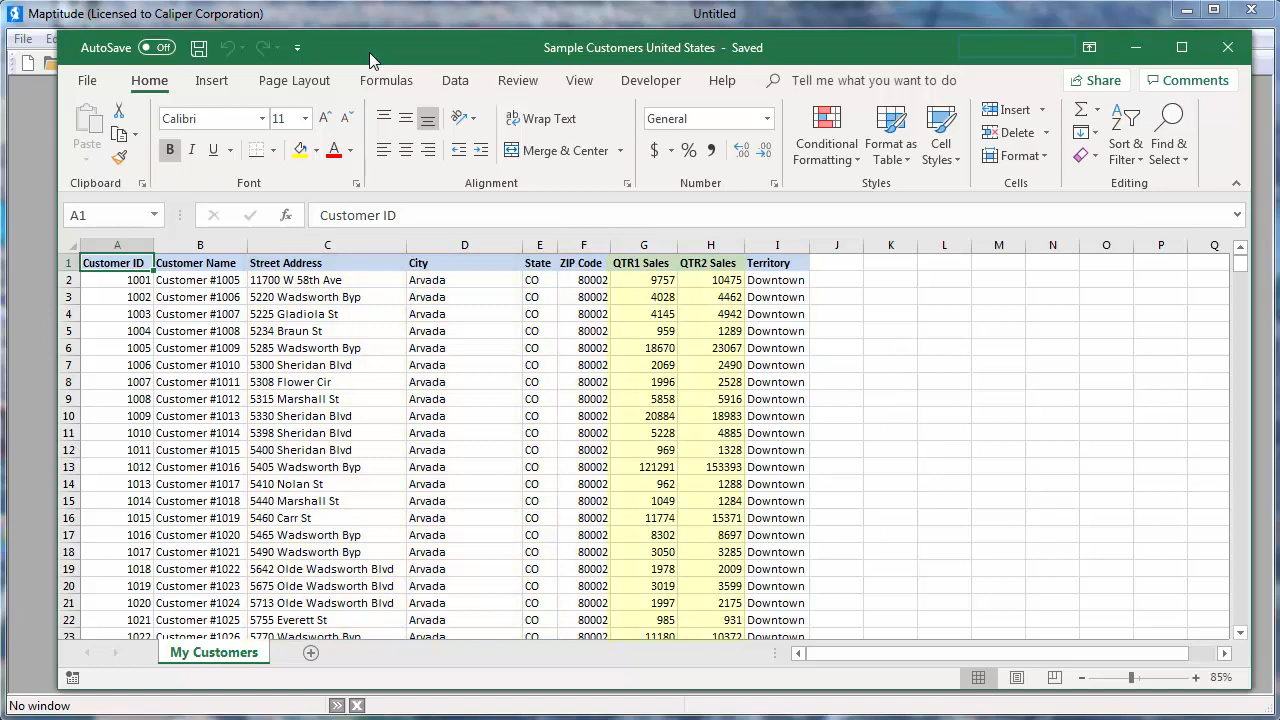 Maptitude (Licensed to Caliper Corporation) Untitled
File
AutoSave Off Sample Customers United States - Saved
File Home Insert Page Layout Formulas Data Review View Developer Help Tell me what you want to do Share Comments
Paste Calibri 11 Wrap Text General Conditional Formatting Format as Table Cell Styles Insert Sort & Filter Find & Select
B I U A Merge & Center $ % Delete
Format
Clipboard Font Alignment Number Styles Cells Editing
A1 fx Customer ID
A B C D E F G H I J K L M N O P Q
1 Customer ID Customer Name Street Address City State ZIP Code QTR1 Sales QTR2 Sales Territory
2 1001 Customer #1005 11700 W 58th Ave Arvada CO 80002 9757 10475 Downtown
3 1002 Customer #1006 5220 Wadsworth Byp Arvada CO 80002 4028 4462 Downtown
4 1003 Customer #1007 5225 Gladiola St Arvada CO 80002 4145 4942 Downtown
5 1004 Customer #1008 5234 Braun St Arvada CO 80002 959 1289 Downtown
6 1005 Customer #1009 5285 Wadsworth Byp Arvada CO 80002 18670 23067 Downtown
7 1006 Customer #1010 5300 Sheridan Blvd Arvada CO 80002 2069 2490 Downtown
8 1007 Customer #1011 5308 Flower Cir Arvada CO 80002 1996 2528 Downtown
9 1008 Customer #1012 5315 Marshall St Arvada CO 80002 5858 5916 Downtown
10 1009 Customer #1013 5330 Sheridan Blvd Arvada CO 80002 20884 18983 Downtown
11 1010 Customer #1014 5398 Sheridan Blvd Arvada CO 80002 5228 4885 Downtown
12 1011 Customer #1015 5400 Sheridan Blvd Arvada CO 80002 969 1328 Downtown
13 1012 Customer #1016 5405 Wadsworth Byp Arvada CO 80002 121291 153393 Downtown
14 1013 Customer #1017 5410 Nolan St Arvada CO 80002 962 1288 Downtown
15 1014 Customer #1018 5440 Marshall St Arvada CO 80002 1049 1284 Downtown
16 1015 Customer #1019 5460 Carr St Arvada CO 80002 11774 15371 Downtown
17 1016 Customer #1020 5465 Wadsworth Byp Arvada CO 80002 8302 8697 Downtown
18 1017 Customer #1021 5490 Wadsworth Byp Arvada CO 80002 3050 3285 Downtown
19 1018 Customer #1022 5642 Olde Wadsworth Blvd Arvada CO 80002 1978 2009 Downtown
20 1019 Customer #1023 5675 Olde Wadsworth Blvd Arvada CO 80002 3019 3599 Downtown
21 1020 Customer #1024 5713 Olde Wadsworth Blvd Arvada CO 80002 1997 2175 Downtown
22 1021 Customer #1025 5755 Everett St Arvada CO 80002 985 931 Downtown
23 1022 Customer #1026 5770 Wadsworth Byp Arvada CO 80002 11180 10372 Downtown
My Customers
85%
No window